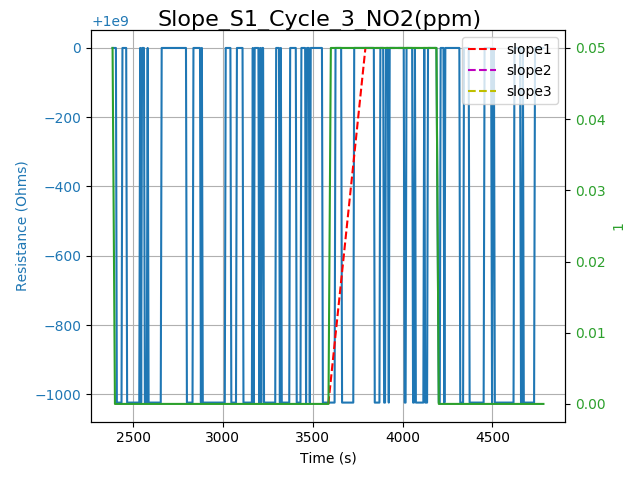 Slope_S1_Cycle_3_NO2(ppm)
+1e9
0
−200
−400
−600
−800
−1000
Resistance (Ohms)
slope1
slope2
slope3
0.05
0.04
0.03
0.02
0.01
0.00
1
2500
3000
3500
4000
4500
Time (s)